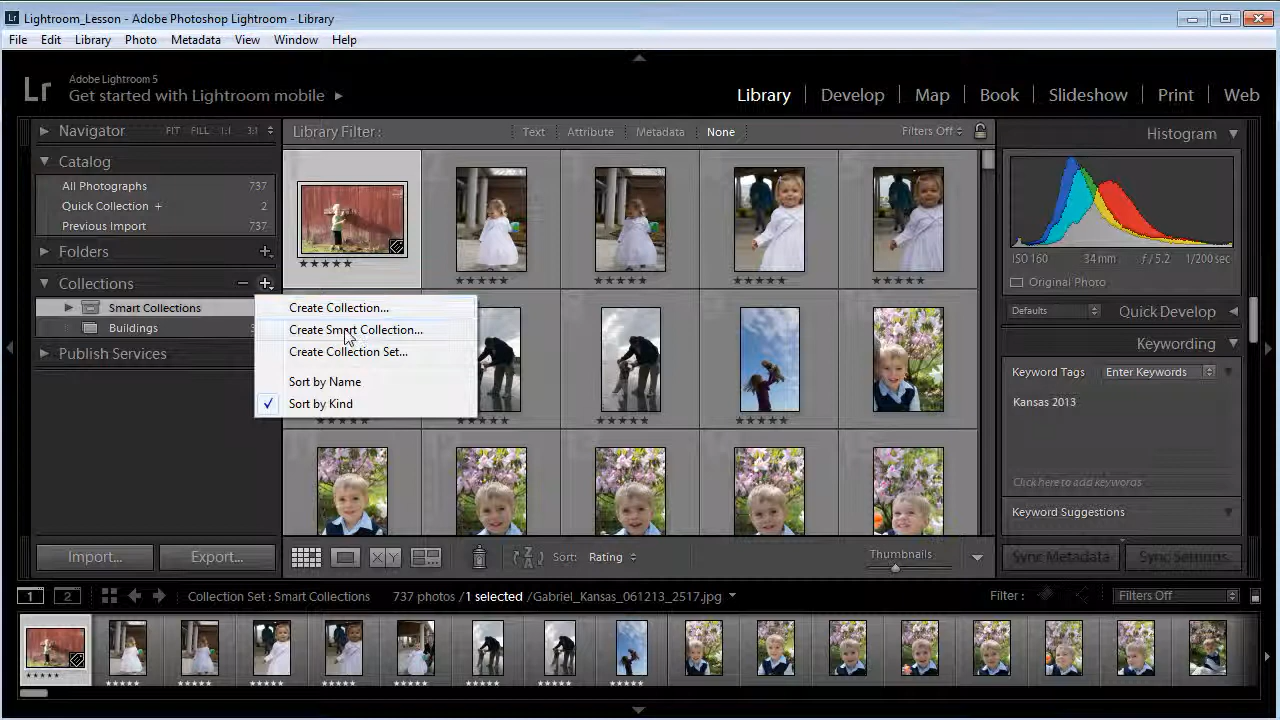 Lr Lightroom_Lesson - Adobe Photoshop Lightroom - Library
File Edit Library Photo Metadata View Window Help
Lr
Adobe Lightroom 5
Get started with Lightroom mobile
Library | Develop | Map | Book | Slideshow | Print | Web
Navigator FIT FILL 1:1 3:1
Library Filter : Text Attribute Metadata None Filters Off
Histogram
Catalog
All Photographs 737
Quick Collection + 2
Previous Import 737
Folders
Collections
Smart Collections
Buildings
Publish Services
Create Collection...
Create Smart Collection...
Create Collection Set...
Sort by Name
Sort by Kind
ISO 160 34 mm f / 5.2 1/200 sec
Original Photo
Defaults Quick Develop
Keywording
Keyword Tags Enter Keywords
Kansas 2013
Click here to add keywords
Keyword Suggestions
Import... Export...
X Y
Sort: Rating
Thumbnails
Sync Metadata Sync Settings
1 2 Collection Set : Smart Collections 737 photos / 1 selected / Gabriel_Kansas_061213_2517.jpg Filter : Filters Off